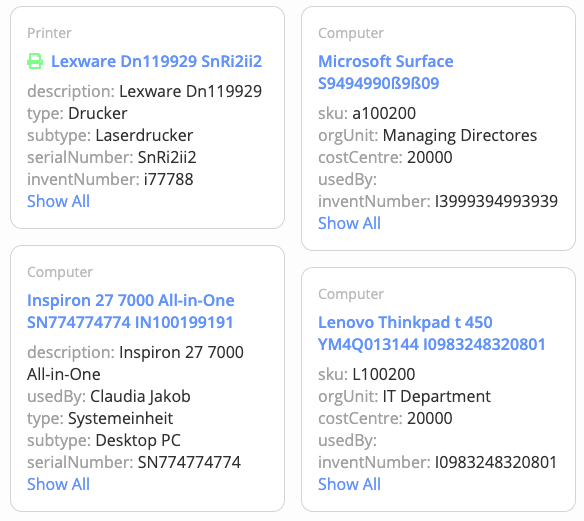 Printer
Lexware Dn119929 SnRi2ii2
description: Lexware Dn119929
type: Drucker
subtype: Laserdrucker
serialNumber: SnRi2ii2
inventNumber: i77788
Show All
Computer
Microsoft Surface
S9494990ß9ß09
sku: a100200
orgUnit: Managing Directores
costCentre: 20000
usedBy:
inventNumber: I3999394993939
Show All
Computer
Inspiron 27 7000 All-in-One
SN774774774 IN100199191
description: Inspiron 27 7000
All-in-One
usedBy: Claudia Jakob
type: Systemeinheit
subtype: Desktop PC
serialNumber: SN774774774
Show All
Computer
Lenovo Thinkpad t 450
YM4Q013144 I0983248320801
sku: L100200
orgUnit: IT Department
costCentre: 20000
usedBy:
inventNumber: I0983248320801
Show All